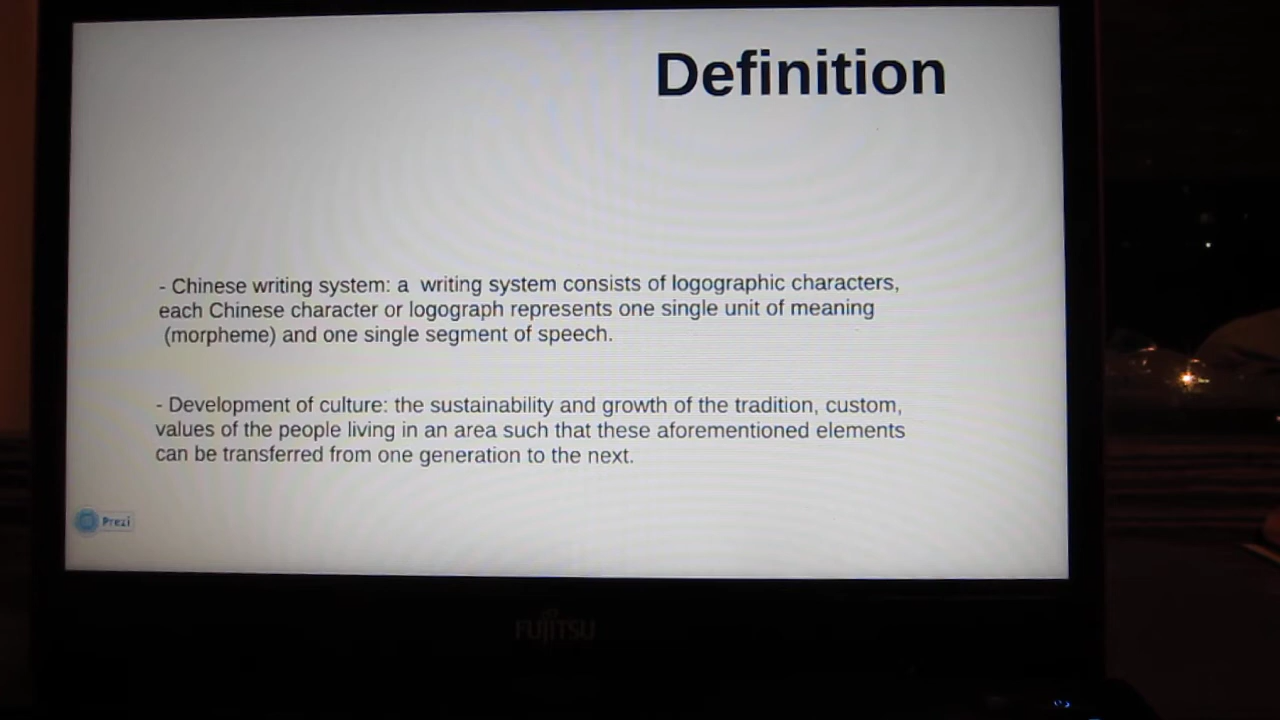 Definition
- Chinese writing system: a  writing system consists of logographic characters,
each Chinese character or logograph represents one single unit of meaning
(morpheme) and one single segment of speech.
- Development of culture: the sustainability and growth of the tradition, custom,
values of the people living in an area such that these aforementioned elements
can be transferred from one generation to the next.
Prezi
FUJITSU